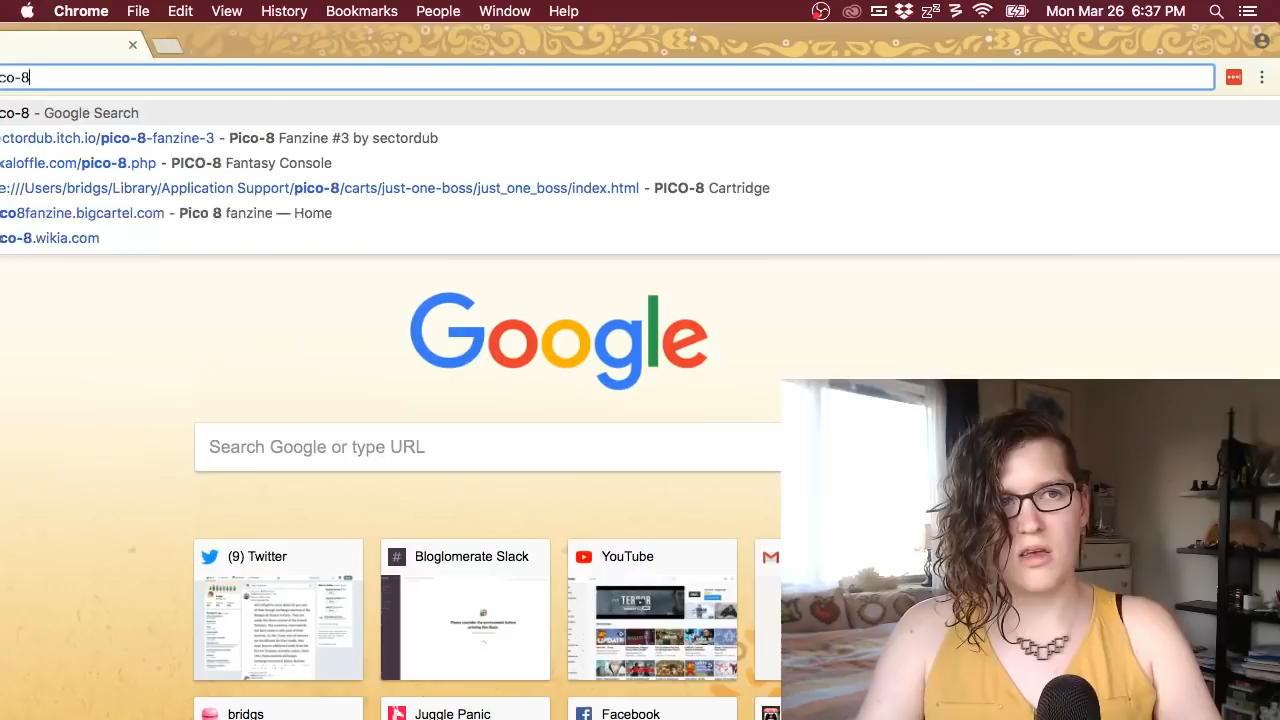 Chrome File Edit View History Bookmarks People Window Help Mon Mar 26 6:37 PM
co-8
co-8 - Google Search
ctordub.itch.io/pico-8-fanzine-3 - Pico-8 Fanzine #3 by sectordub
kaloffle.com/pico-8.php - PICO-8 Fantasy Console
e:///Users/bridgs/Library/Application Support/pico-8/carts/just-one-boss/just_one_boss/index.html - PICO-8 Cartridge
co8fanzine.bigcartel.com - Pico 8 fanzine — Home
co-8.wikia.com
Google
Search Google or type URL
(9) Twitter
# Bloglomerate Slack
YouTube
bridgs
Juggle Panic
Facebook